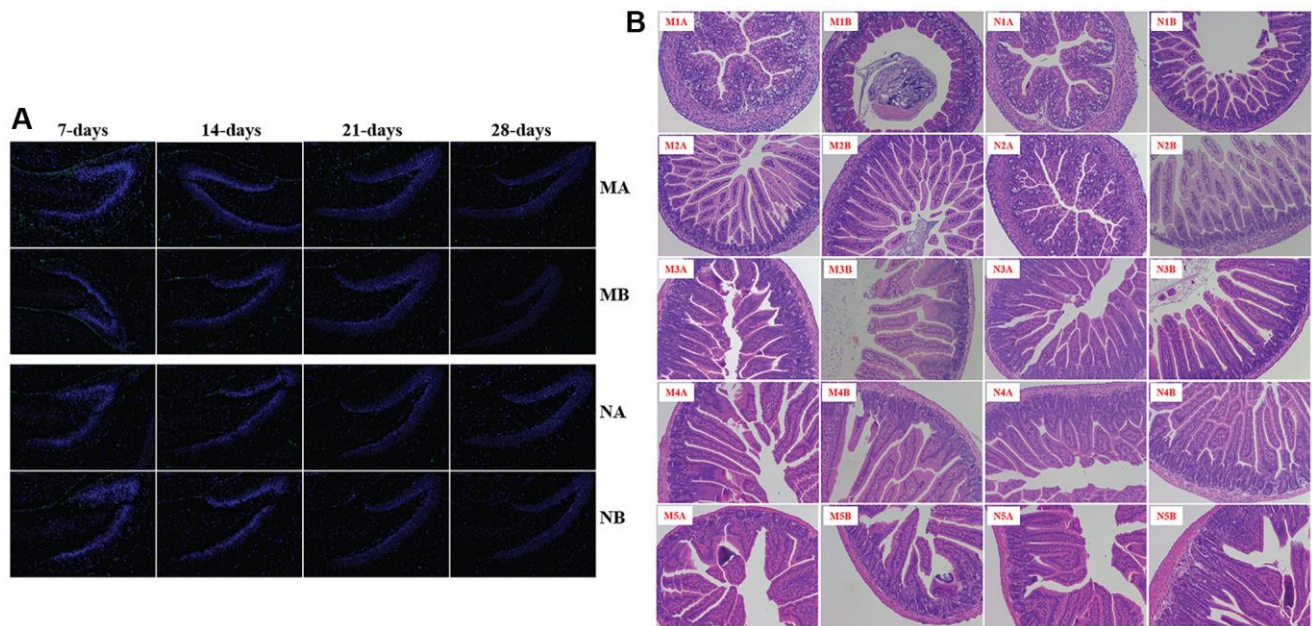 A
7-days 14-days 21-days 28-days
MA
MB
NA
NB
B
M1A M1B N1A N1B
M2A M2B N2A N2B
M3A M3B N3A N3B
M4A M4B N4A N4B
M5A M5B N5A N5B